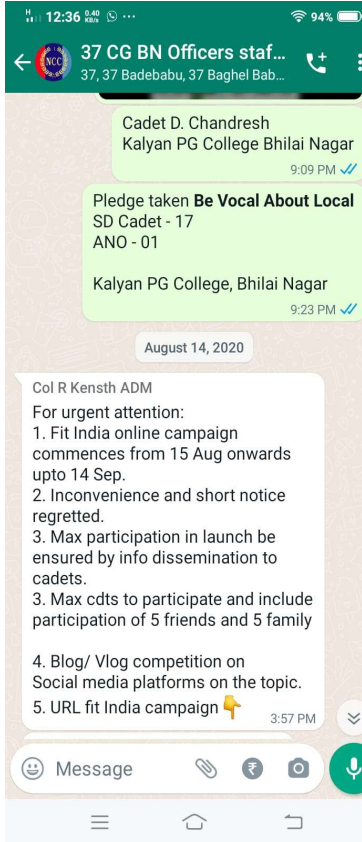 H 12:36 0.40 KB/s ... 94%
NCC
37 CG BN Officers staf...
37, 37 Badebabu, 37 Baghel Bab...
Cadet D. Chandresh
Kalyan PG College Bhilai Nagar
9:09 PM
Pledge taken Be Vocal About Local
SD Cadet - 17
ANO - 01
Kalyan PG College, Bhilai Nagar
9:23 PM
August 14, 2020
Col R Kensth ADM
For urgent attention:
1. Fit India online campaign
commences from 15 Aug onwards
upto 14 Sep.
2. Inconvenience and short notice
regretted.
3. Max participation in launch be
ensured by info dissemination to
cadets.
3. Max cdts to participate and include
participation of 5 friends and 5 family
4. Blog/ Vlog competition on
Social media platforms on the topic.
5. URL fit India campaign 👇
3:57 PM
Message